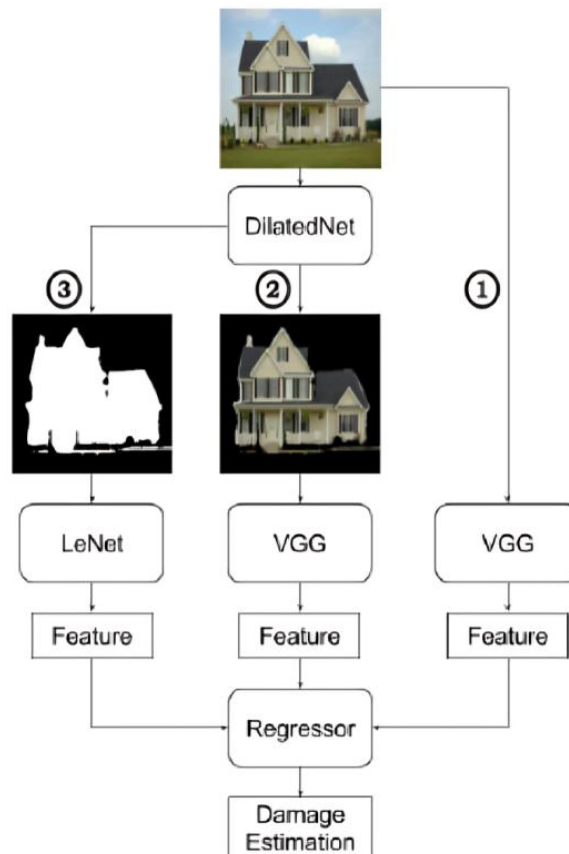 DilatedNet
③
②
①
LeNet
VGG
VGG
Feature
Feature
Feature
Regressor
Damage
Estimation